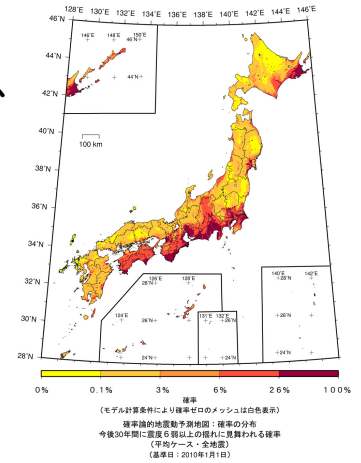 128˚E 130˚E 132˚E 134˚E 136˚E 138˚E 140˚E 142˚E 144˚E 146˚E
46˚N
146˚E 148˚E 150˚E
46˚N
44˚N
44˚N
42˚N
40˚N
100 km
38˚N
36˚N
34˚N
32˚N
126˚E 128˚E
28˚N
140˚E 142˚E
28˚N
30˚N
124˚E
26˚N
131˚E 132˚E
26˚N
26˚N
24˚N
24˚N
24˚N
28˚N
0% 0.1% 3% 6% 26% 100%
確率
(モデル計算条件により確率ゼロのメッシュは白色表示)
確率論的地震動予測地図:確率の分布
今後30年間に震度6弱以上の揺れに見舞われる確率
(平均ケース・全地震)
(基準日:2010年1月1日)